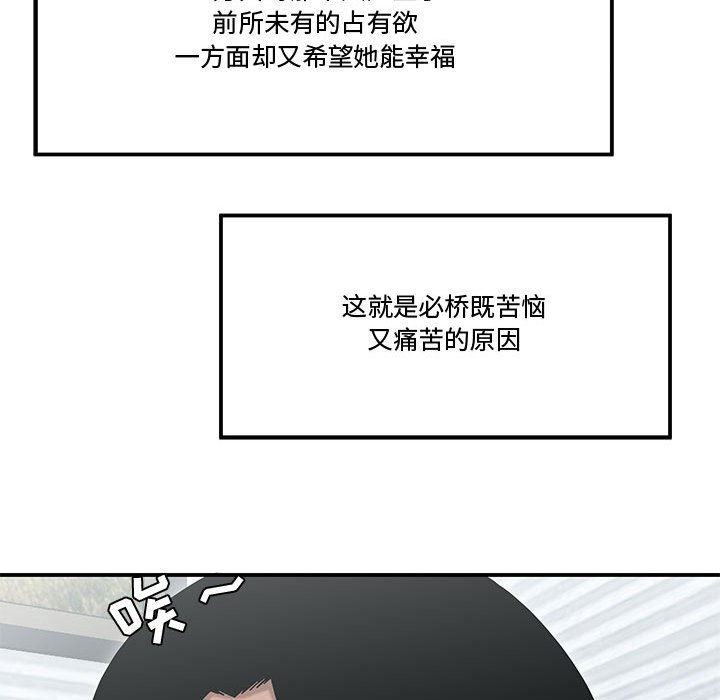 前所未有的占有欲
一方面却又希望她能幸福
这就是必桥既苦恼
又痛苦的原因
唉~